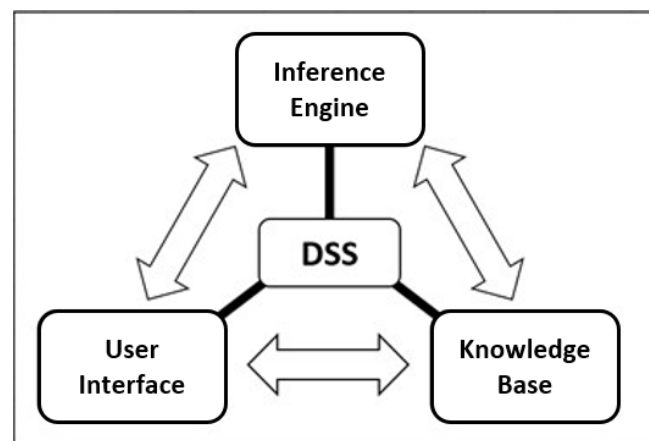 Inference
Engine
DSS
User
Interface
Knowledge
Base